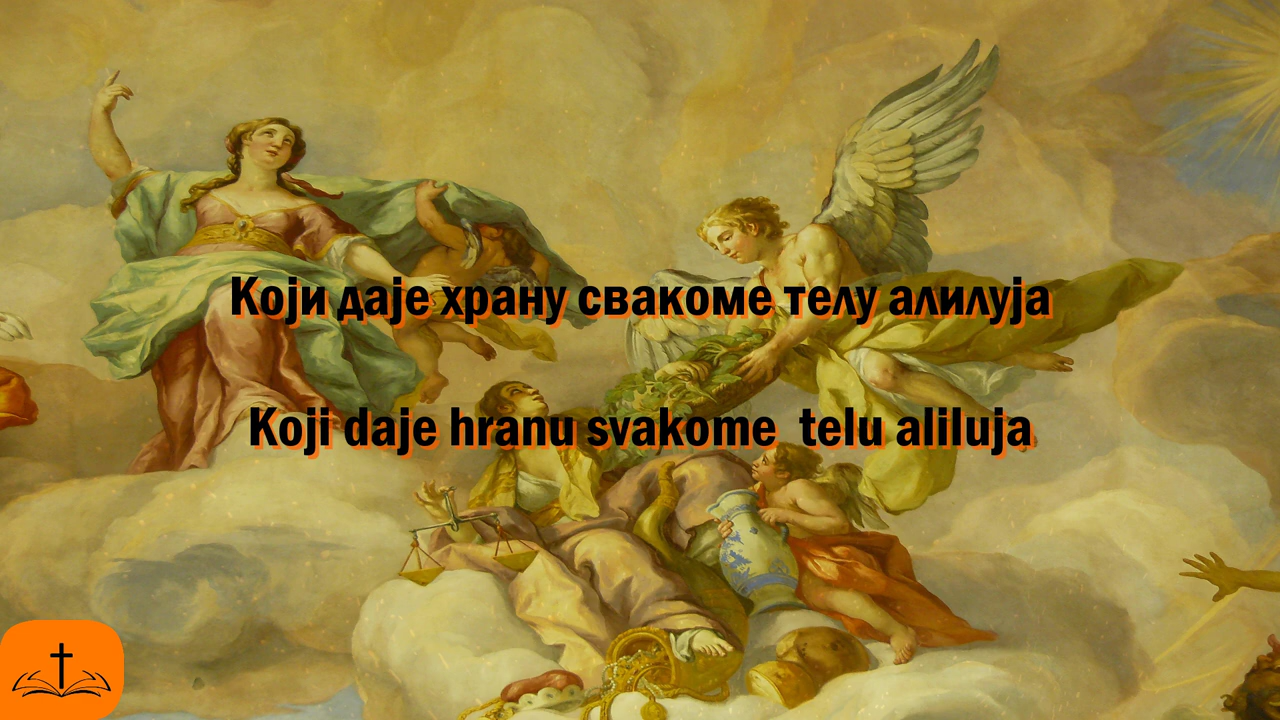 Који даје храну свакоме телу алилуја
Koji daje hranu svakome  telu aliluja